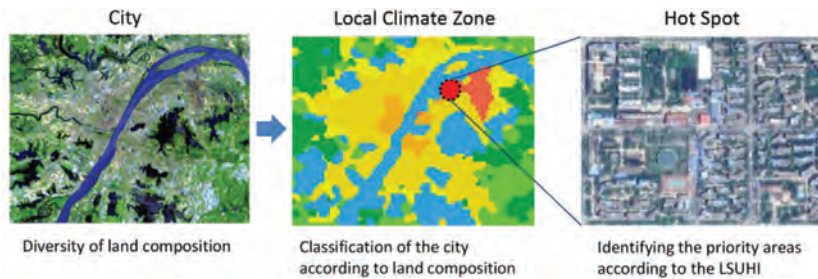 City
Local Climate Zone
Hot Spot
Diversity of land composition
Classification of the city
according to land composition
Identifying the priority areas
according to the LSUHI